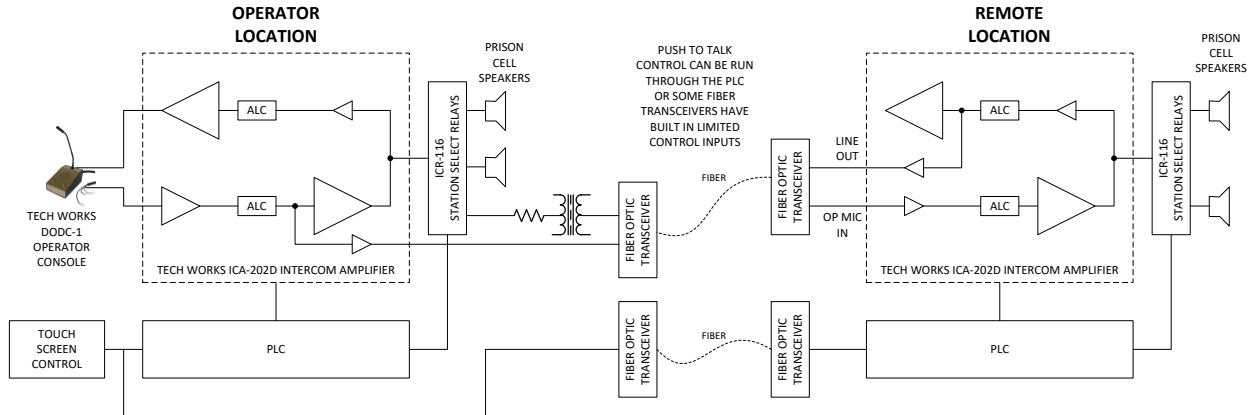 OPERATOR
LOCATION
REMOTE
LOCATION
PRISON
CELL
SPEAKERS
PUSH TO TALK
CONTROL CAN BE RUN
THROUGH THE PLC
OR SOME FIBER
TRANSCEIVERS HAVE
BUILT IN LIMITED
CONTROL INPUTS
PRISON
CELL
SPEAKERS
ALC
ALC
ICR-116
STATION SELECT RELAYS
TECH WORKS
DODC-1
OPERATOR
CONSOLE
ALC
TECH WORKS ICA-202D INTERCOM AMPLIFIER
FIBER OPTIC
TRANSCEIVER
FIBER
FIBER OPTIC
TRANSCEIVER
LINE
OUT
OP MIC
IN
ALC
TECH WORKS ICA-202D INTERCOM AMPLIFIER
ICR-116
STATION SELECT RELAYS
TOUCH
SCREEN
CONTROL
PLC
FIBER OPTIC
TRANSCEIVER
FIBER
FIBER OPTIC
TRANSCEIVER
PLC